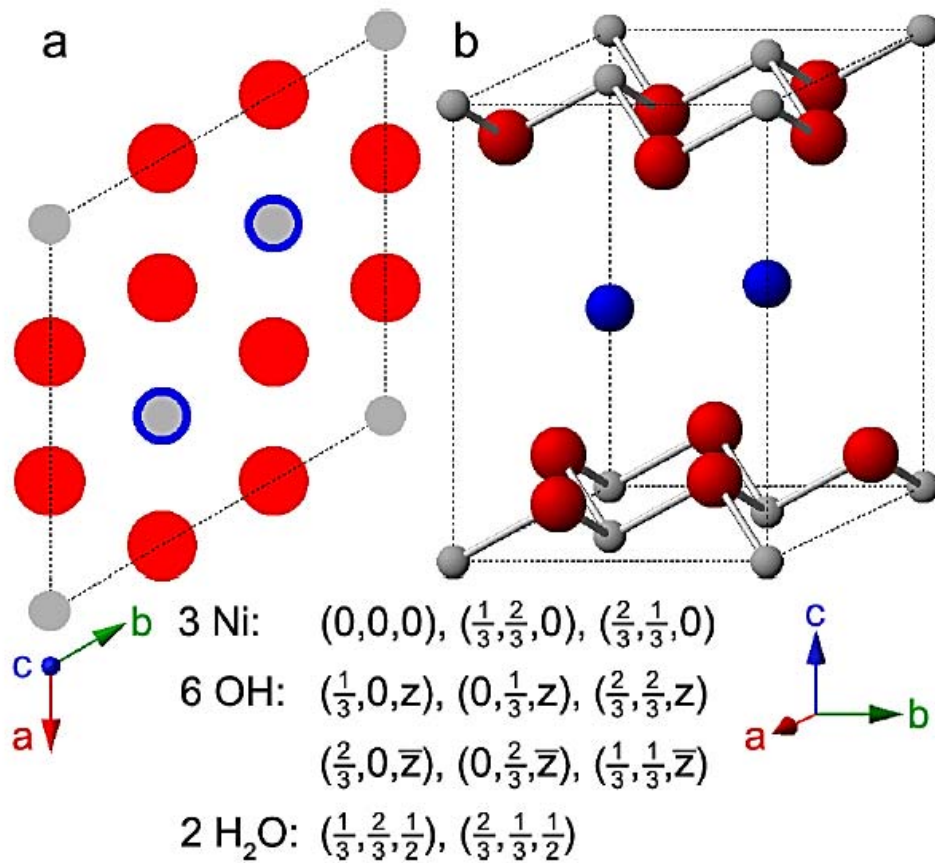 a
b
3 Ni: (0,0,0), (1/3,2/3,0), (2/3,1/3,0)
6 OH: (1/3,0,z), (0,1/3,z), (2/3,2/3,z)
(2/3,0,z̅), (0,2/3,z̅), (1/3,1/3,z̅)
2 H₂O: (1/3,2/3,1/2), (2/3,1/3,1/2)
b
c
a
c
b
a